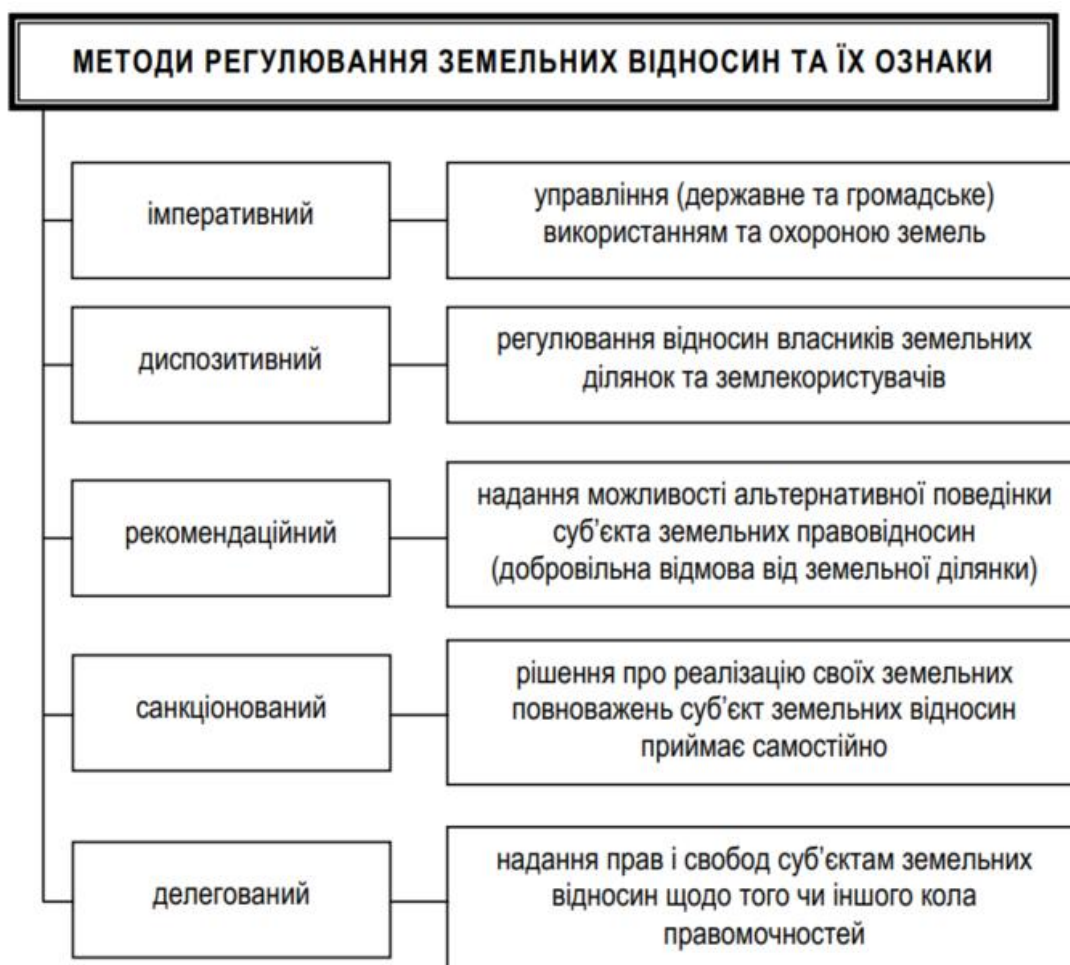 МЕТОДИ РЕГУЛЮВАННЯ ЗЕМЕЛЬНИХ ВІДНОСИН ТА ЇХ ОЗНАКИ
імперативний
управління (державне та громадське)
використанням та охороною земель
диспозитивний
регулювання відносин власників земельних
ділянок та землекористувачів
рекомендаційний
надання можливості альтернативної поведінки
суб’єкта земельних правовідносин
(добровільна відмова від земельної ділянки)
санкціонований
рішення про реалізацію своїх земельних
повноважень суб’єкт земельних відносин
приймає самостійно
делегований
надання прав і свобод суб’єктам земельних
відносин щодо того чи іншого кола
правомочностей